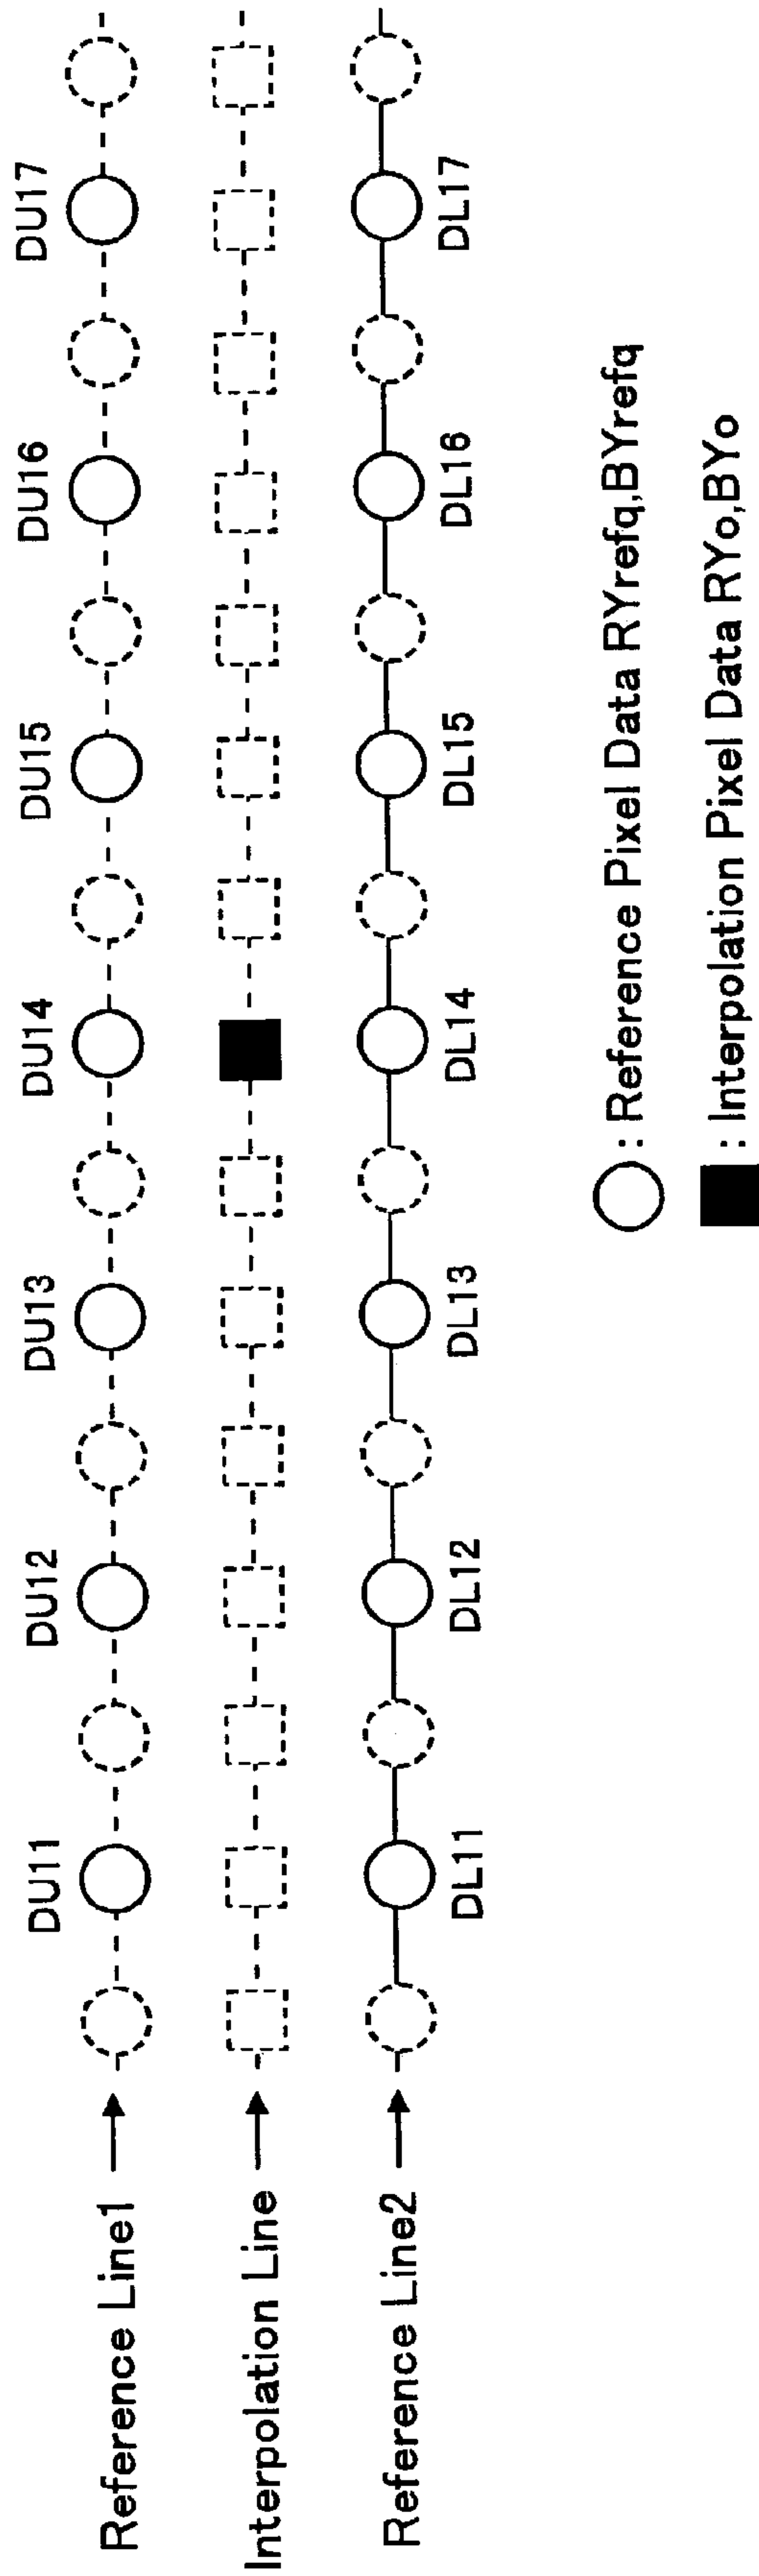 DU11 DU12 DU13 DU14 DU15 DU16 DU17
Reference Line1
Interpolation Line
Reference Line2
DL11 DL12 DL13 DL14 DL15 DL16 DL17
: Reference Pixel Data RYrefq,BYrefq
: Interpolation Pixel Data RYo,BYo